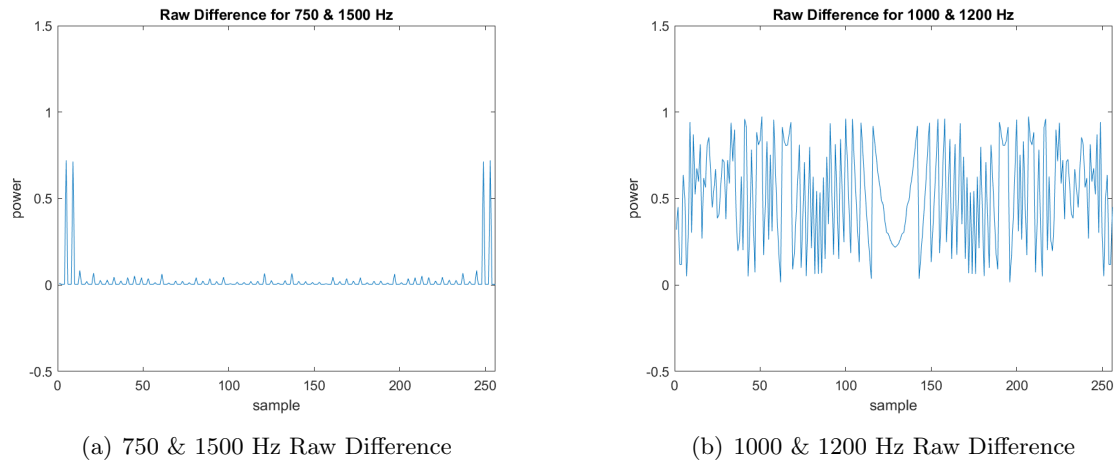 Raw Difference for 750 & 1500 Hz
1.5
1
0.5
0
-0.5
power
0 50 100 150 200 250
sample
(a) 750 & 1500 Hz Raw Difference
Raw Difference for 1000 & 1200 Hz
1.5
1
0.5
0
-0.5
power
0 50 100 150 200 250
sample
(b) 1000 & 1200 Hz Raw Difference